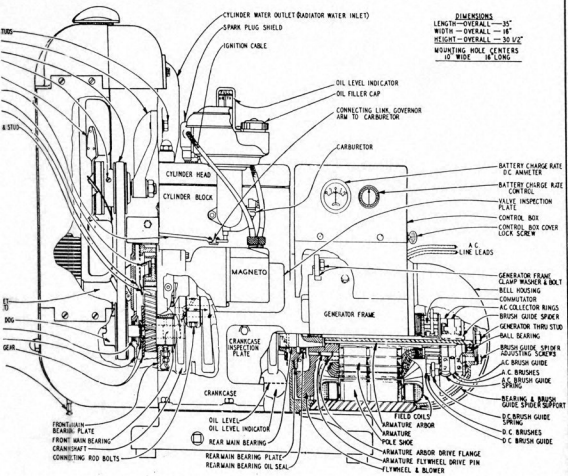 CYLINDER WATER OUTLET (RADIATOR WATER INLET)
SPARK PLUG SHIELD
IGNITION CABLE
DIMENSIONS
LENGTH-OVERALL-35"
WIDTH-OVERALL-16"
HEIGHT-OVERALL-30 1/2"
MOUNTING HOLE CENTERS
10" WIDE 16" LONG
TUDS
OIL LEVEL INDICATOR
OIL FILLER CAP
CONNECTING LINK, GOVERNOR
ARM TO CARBURETOR
& STUD
CARBURETOR
CYLINDER HEAD
CYLINDER BLOCK
BATTERY CHARGE RATE
D.C. AMMETER
BATTERY CHARGE RATE
CONTROL
VALVE INSPECTION
PLATE
CONTROL BOX
CONTROL BOX COVER
LOCK SCREW
A.C.
LINE LEADS
MAGNETO
GENERATOR FRAME
CLAMP WASHER & BOLT
BELL HOUSING
COMMUTATOR
AC COLLECTOR RINGS
BRUSH GUIDE SPIDER
GENERATOR THRU STUD
BALL BEARING
BRUSH GUIDE SPIDER
ADJUSTING SCREWS
A.C. BRUSH GUIDE
A.C. BRUSHES
A.C. BRUSH GUIDE
SPRING
BEARING & BRUSH
GUIDE SPIDER SUPPORT
D.C. BRUSH GUIDE
SPRING
D.C. BRUSHES
D.C. BRUSH GUIDE
GENERATOR FRAME
ET
DOG
GEAR
CRANKCASE
INSPECTION
PLATE
CRANKCASE
FRONT MAIN
BEARING PLATE
FRONT MAIN BEARING
CRANKSHAFT
CONNECTING ROD BOLTS
OIL LEVEL
OIL LEVEL INDICATOR
REAR MAIN BEARING
REAR MAIN BEARING PLATE
REAR MAIN BEARING OIL SEAL
FIELD COILS
ARMATURE ARBOR
ARMATURE
POLE SHOE
ARMATURE ARBOR DRIVE FLANGE
ARMATURE FLYWHEEL DRIVE PIN
FLYWHEEL & BLOWER